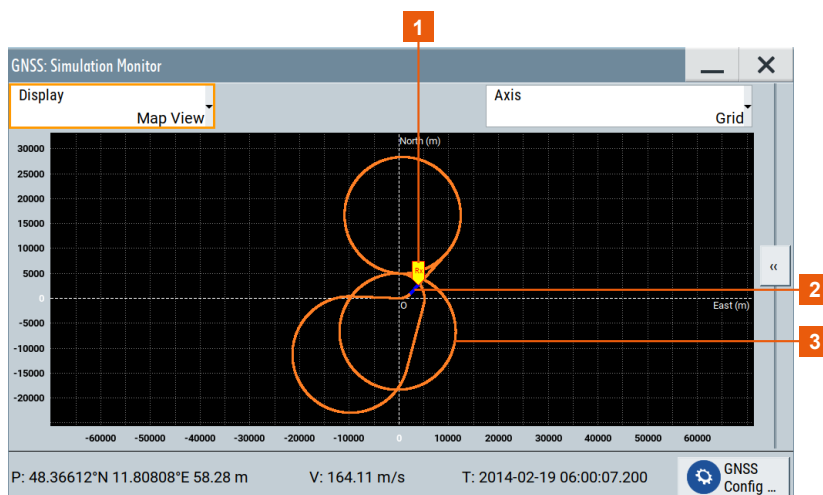 1
GNSS: Simulation Monitor
Display
Map View
Axis
Grid
North (m)
30000
25000
20000
15000
10000
5000
0
-5000
-10000
-15000
-20000
Rx
O
East (m)
«
2
3
-60000 -50000 -40000 -30000 -20000 -10000 0 10000 20000 30000 40000 50000 60000
P: 48.36612°N 11.80808°E 58.28 m V: 164.11 m/s T: 2014-02-19 06:00:07.200
GNSS
Config ...